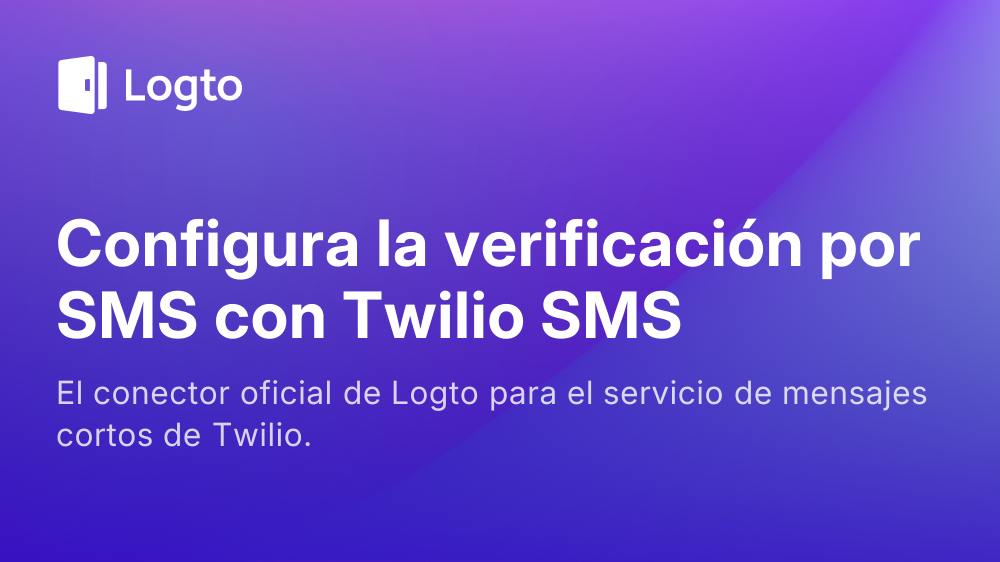 Logto
Configura la verificación por
SMS con Twilio SMS
El conector oficial de Logto para el servicio de mensajes
cortos de Twilio.